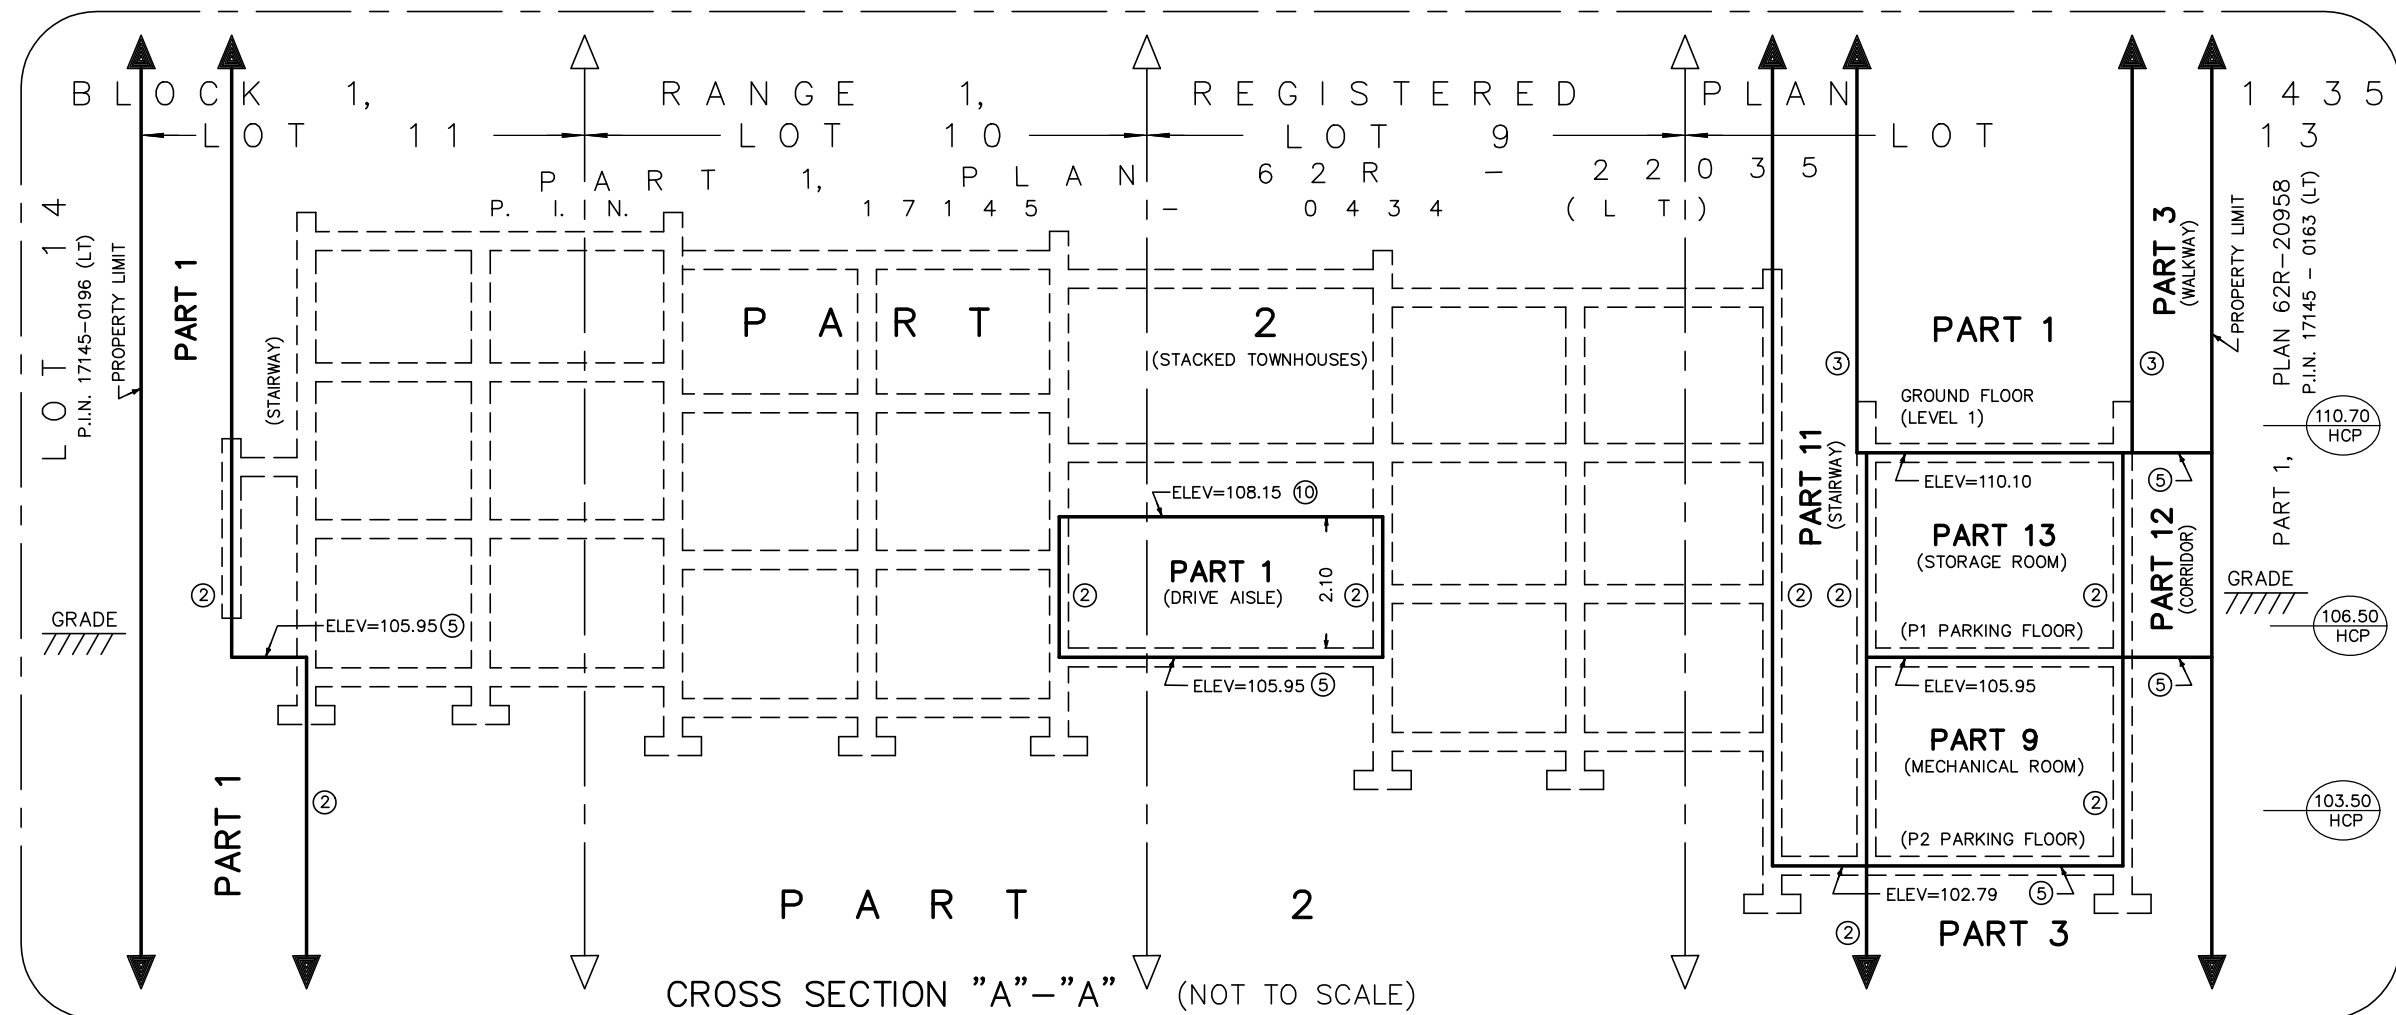 BLOCK 1, RANGE 1, REGISTERED PLAN 1435
LOT 11 LOT 10 LOT 9 LOT 13
PART 1, PLAN 62R-22035
P.I.N. 17145-0434 (LT)
LOT 14
P.I.N. 17145-0196 (LT)
PROPERTY LIMIT
PART 1
(STAIRWAY)
2
GRADE
ELEV=105.95 5
PART 1
2
PART 2
(STACKED TOWNHOUSES)
ELEV=108.15 10
PART 1
(DRIVE AISLE)
2
2.10
2
ELEV=105.95 5
PART 2
PART 11
(STAIRWAY)
2
2
3
PART 1
GROUND FLOOR
(LEVEL 1)
3
PART 3
(WALKWAY)
PROPERTY LIMIT
PART 1, PLAN 62R-20958
P.I.N. 17145 - 0163 (LT)
110.70
HCP
ELEV=110.10
5
PART 13
(STORAGE ROOM)
2
(P1 PARKING FLOOR)
PART 12
(CORRIDOR)
GRADE
106.50
HCP
ELEV=105.95
5
PART 9
(MECHANICAL ROOM)
2
(P2 PARKING FLOOR)
103.50
HCP
ELEV=102.79 5
2
PART 3
CROSS SECTION "A"-"A" (NOT TO SCALE)